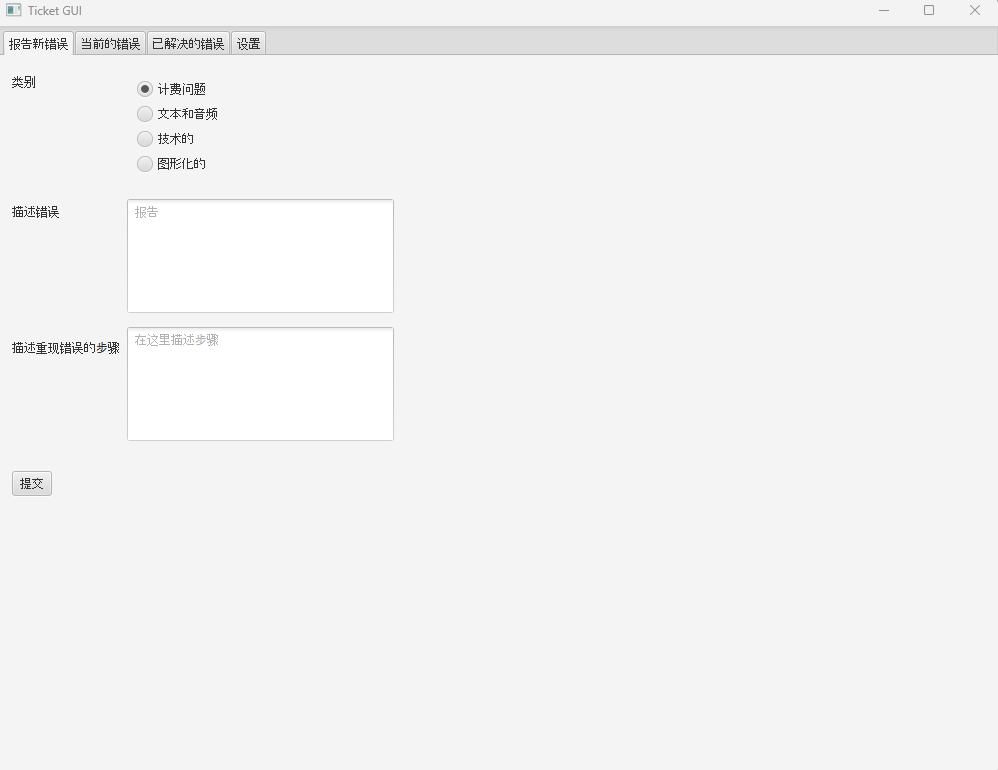 Ticket GUI
报告新错误 当前的错误 已解决的错误 设置
类别
计费问题
文本和音频
技术的
图形化的
描述错误
报告
描述重现错误的步骤
在这里描述步骤
提交